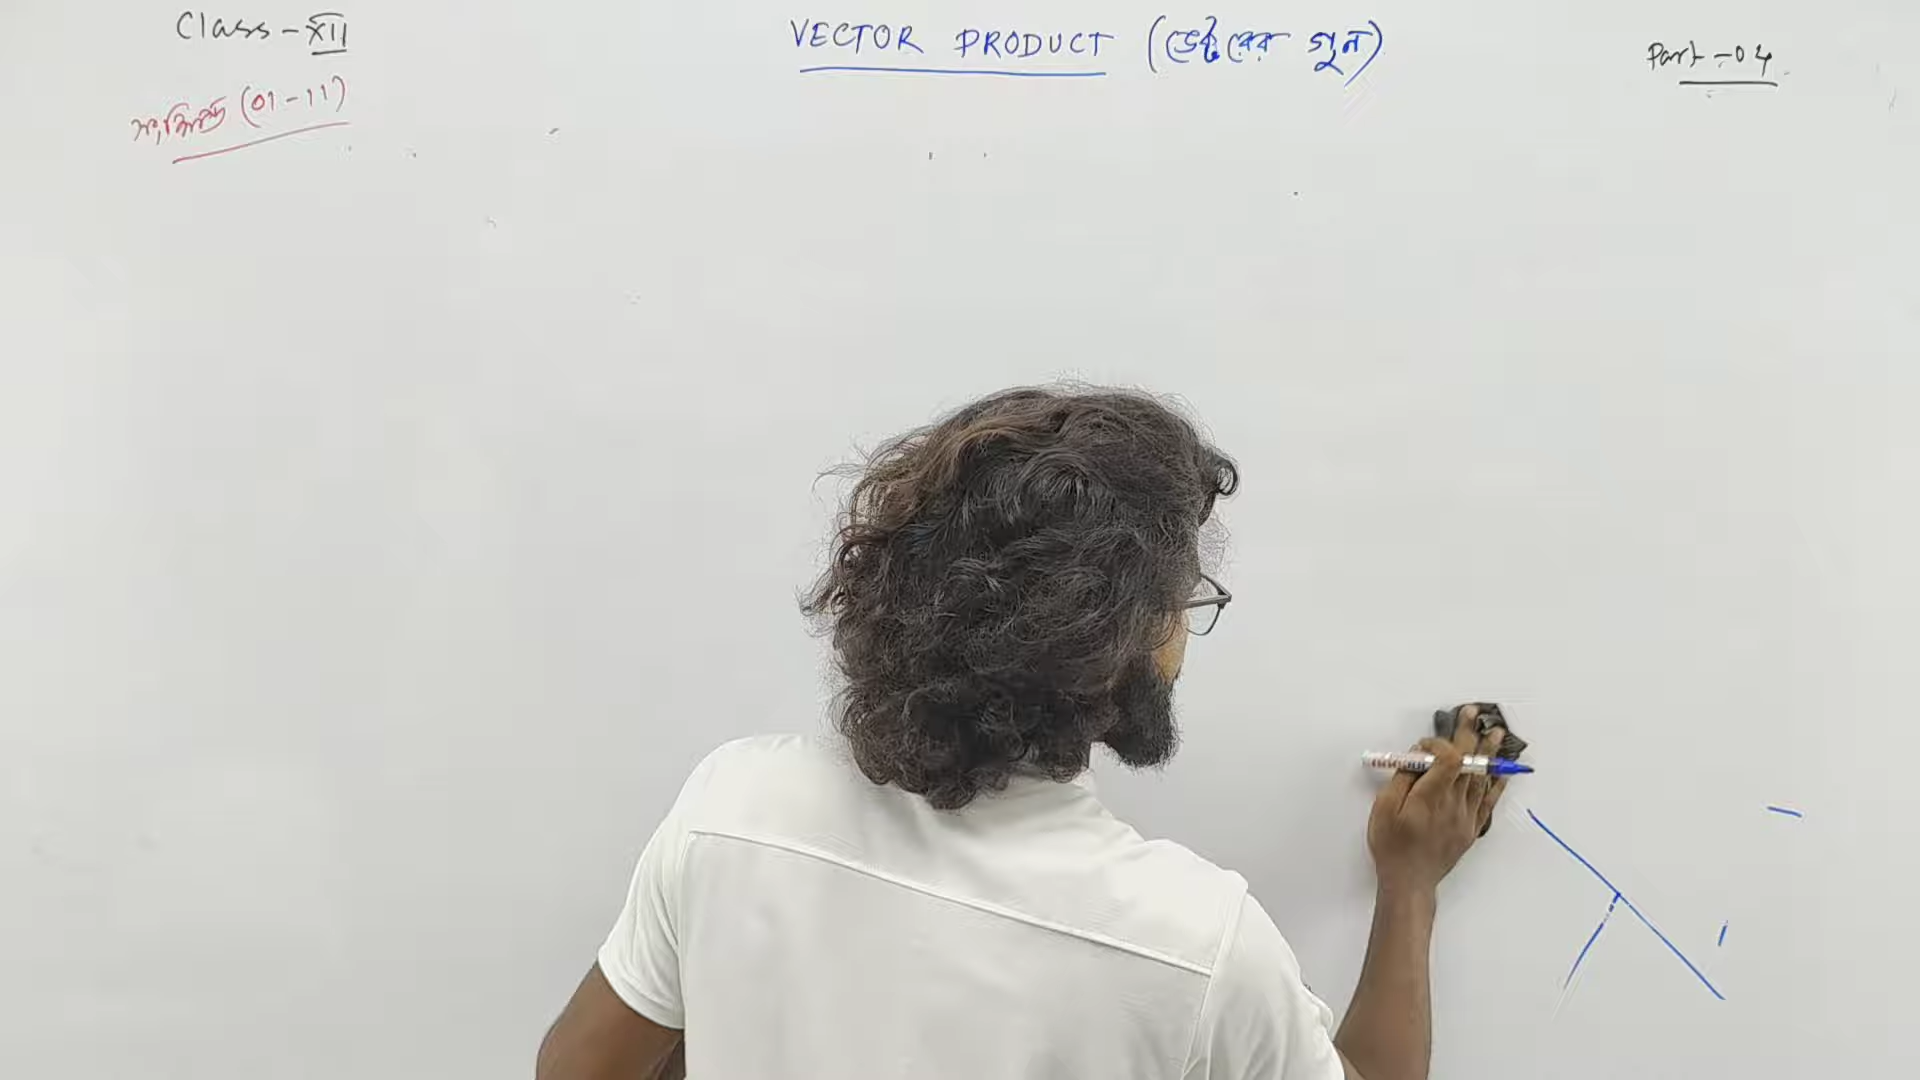 Class - XII
VECTOR PRODUCT (ভেক্টরের গুন)
Part - 04
সংক্ষিপ্ত (01 - 11)